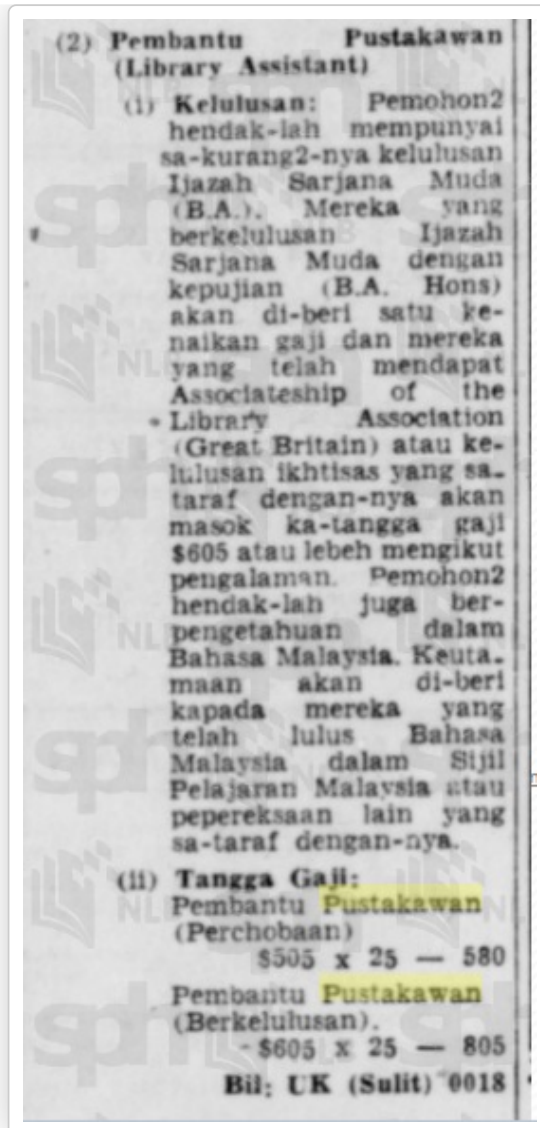 (2) Pembantu Pustakawan
(Library Assistant)
(i) Kelulusan: Pemohon2
hendak-lah mempunyai
sa-kurang2-nya kelulusan
Ijazah Sarjana Muda
(B.A.). Mereka yang
berkelulusan Ijazah
Sarjana Muda dengan
kepujian (B.A. Hons)
akan di-beri satu ke-
naikan gaji dan mereka
yang telah mendapat
Associateship of the
Library Association
(Great Britain) atau ke-
lulusan ikhtisas yang sa-
taraf dengan-nya akan
masok ka-tangga gaji
$605 atau lebeh mengikut
pengalaman. Pemohon2
hendak-lah juga ber-
pengetahuan dalam
Bahasa Malaysia. Keuta-
maan akan di-beri
kapada mereka yang
telah lulus Bahasa
Malaysia dalam Sijil
Pelajaran Malaysia atau
pepereksaan lain yang
sa-taraf dengan-nya.
(ii) Tangga Gaji:
Pembantu Pustakawan
(Perchobaan)
$505 x 25 — 580
Pembantu Pustakawan
(Berkelulusan).
$605 x 25 — 805
Bil: UK (Sulit) 0018